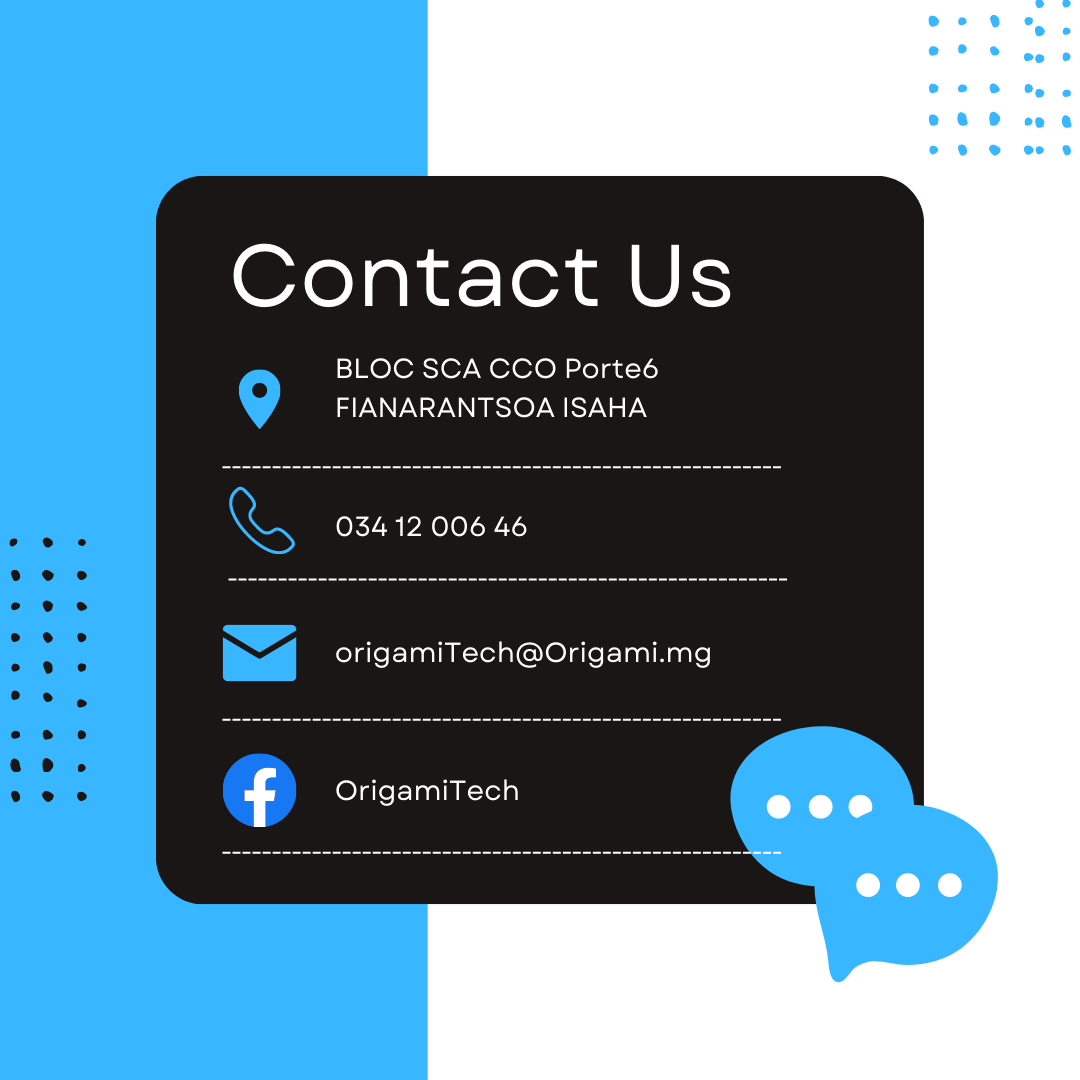 Contact Us
BLOC SCA CCO Porte6
FIANARANTSOA ISAHA
034 12 006 46
origamiTech@Origami.mg
OrigamiTech